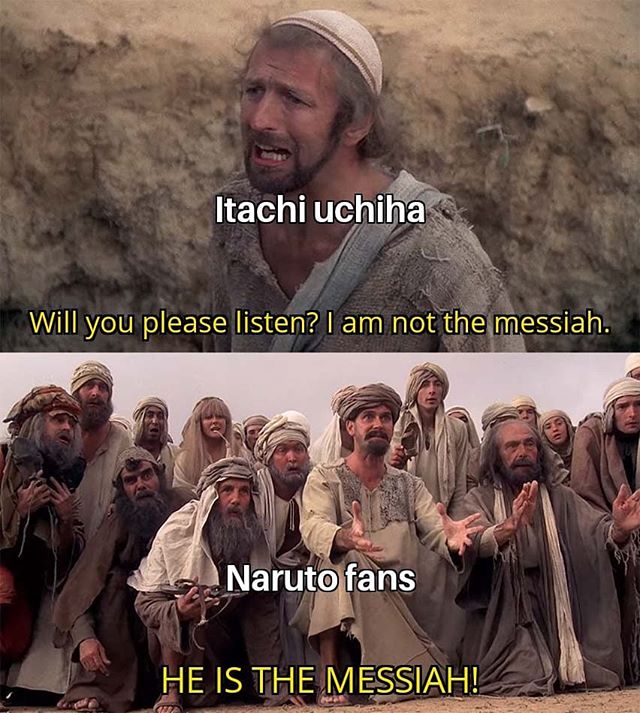 Itachi uchiha
Will you please listen? I am not the messiah.
Naruto fans
HE IS THE MESSIAH!